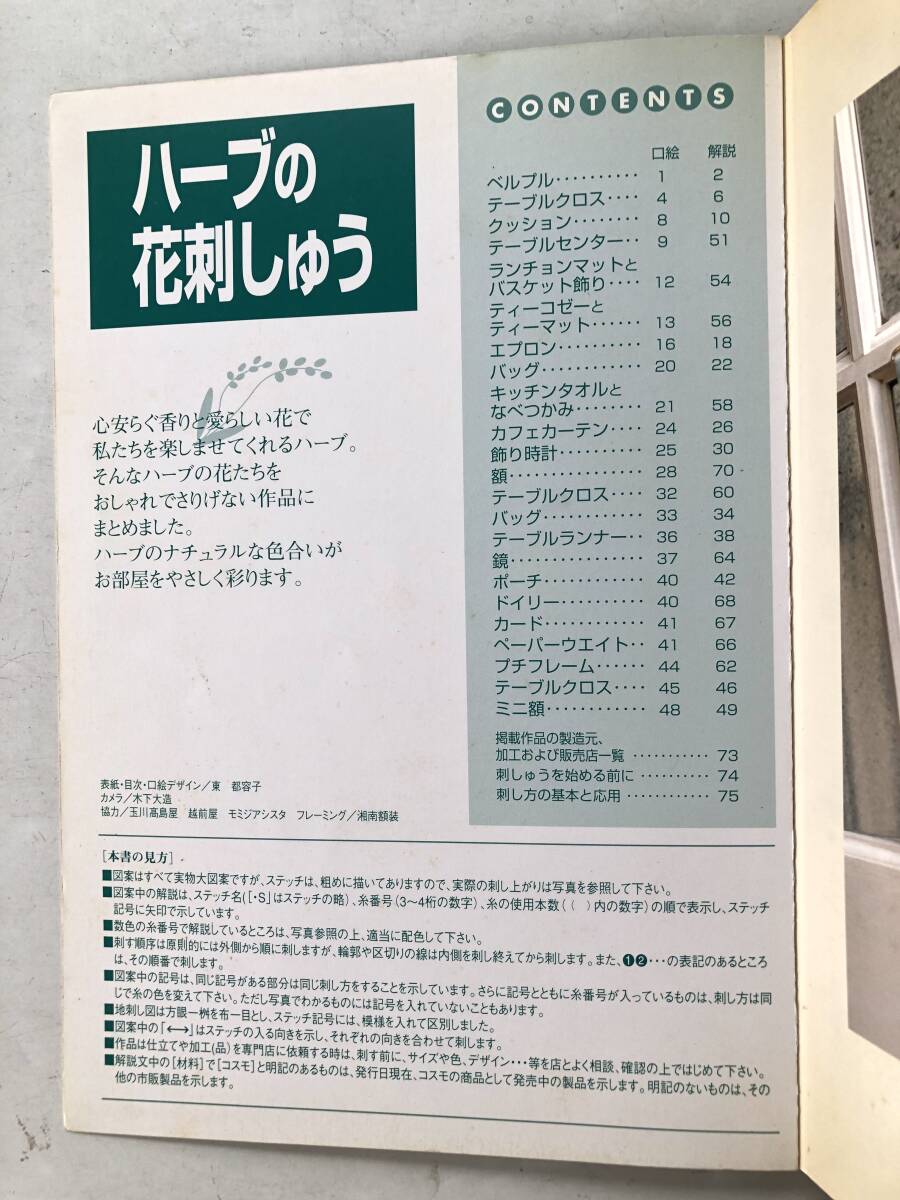 ハーブの
花刺しゅう
心安らぐ香りと愛らしい花で
私たちを楽しませてくれるハーブ。
そんなハーブの花たちを
おしゃれでさりげない作品に
まとめました。
ハーブのナチュラルな色合いが
お部屋をやさしく彩ります。
表紙・目次・口絵デザイン／東　都容子
カメラ／木下大造
協力／玉川髙島屋　越前屋　モミジアシスタ　フレーミング／湘南額装
CONTENTS
口絵 解説
ベルプル・・・・・・・・・・ 1 2
テーブルクロス・・・・ 4 6
クッション・・・・・・・・ 8 10
テーブルセンター・・ 9 51
ランチョンマットと
バスケット飾り・・・・ 12 54
ティーコゼーと
ティーマット・・・・・・ 13 56
エプロン・・・・・・・・・・ 16 18
バッグ・・・・・・・・・・・・ 20 22
キッチンタオルと
なべつかみ・・・・・・・・ 21 58
カフェカーテン・・・・ 24 26
飾り時計・・・・・・・・・・ 25 30
額・・・・・・・・・・・・・・・・ 28 70
テーブルクロス・・・・ 32 60
バッグ・・・・・・・・・・・・ 33 34
テーブルランナー・・ 36 38
鏡・・・・・・・・・・・・・・・・ 37 64
ポーチ・・・・・・・・・・・・ 40 42
ドイリー・・・・・・・・・・ 40 68
カード・・・・・・・・・・・・ 41 67
ペーパーウエイト・・ 41 66
プチフレーム・・・・・・ 44 62
テーブルクロス・・・・ 45 46
ミニ額・・・・・・・・・・・・ 48 49
掲載作品の製造元、
加工および販売店一覧 ・・・・・・・・・・・ 73
刺しゅうを始める前に ・・・・・・・・・・・ 74
刺し方の基本と応用 ・・・・・・・・・・・・ 75
［本書の見方］
■図案はすべて実物大図案ですが、ステッチは、粗めに描いてありますので、実際の刺し上がりは写真を参照して下さい。
■図案中の解説は、ステッチ名（［・S］はステッチの略）、糸番号（3〜4桁の数字）、糸の使用本数（（　）内の数字）の順で表示し、ステッチ
記号に矢印で示しています。
■数色の糸番号で解説しているところは、写真参照の上、適当に配色して下さい。
■刺す順序は原則的には外側から順に刺しますが、輪郭や区切りの線は内側を刺し終えてから刺します。また、❶❷・・・の表記のあるところ
は、その順番で刺します。
■図案中の記号は、同じ記号がある部分は同じ刺し方をすることを示しています。さらに記号とともに糸番号が入っているものは、刺し方は同
じで糸の色を変えて下さい。ただし写真でわかるものには記号を入れていないこともあります。
■地刺し図は方眼一桝を布一目とし、ステッチ記号には、模様を入れて区別しました。
■図案中の「⟷」はステッチの入る向きを示し、それぞれの向きを合わせて刺します。
■作品は仕立てや加工(品)を専門店に依頼する時は、刺す前に、サイズや色、デザイン・・・等を店とよく相談、確認の上ではじめて下さい。
■解説文中の［材料］で［コスモ］と明記のあるものは、発行日現在、コスモの商品として発売中の製品を示します。明記のないものは、その
他の市販製品を示します。